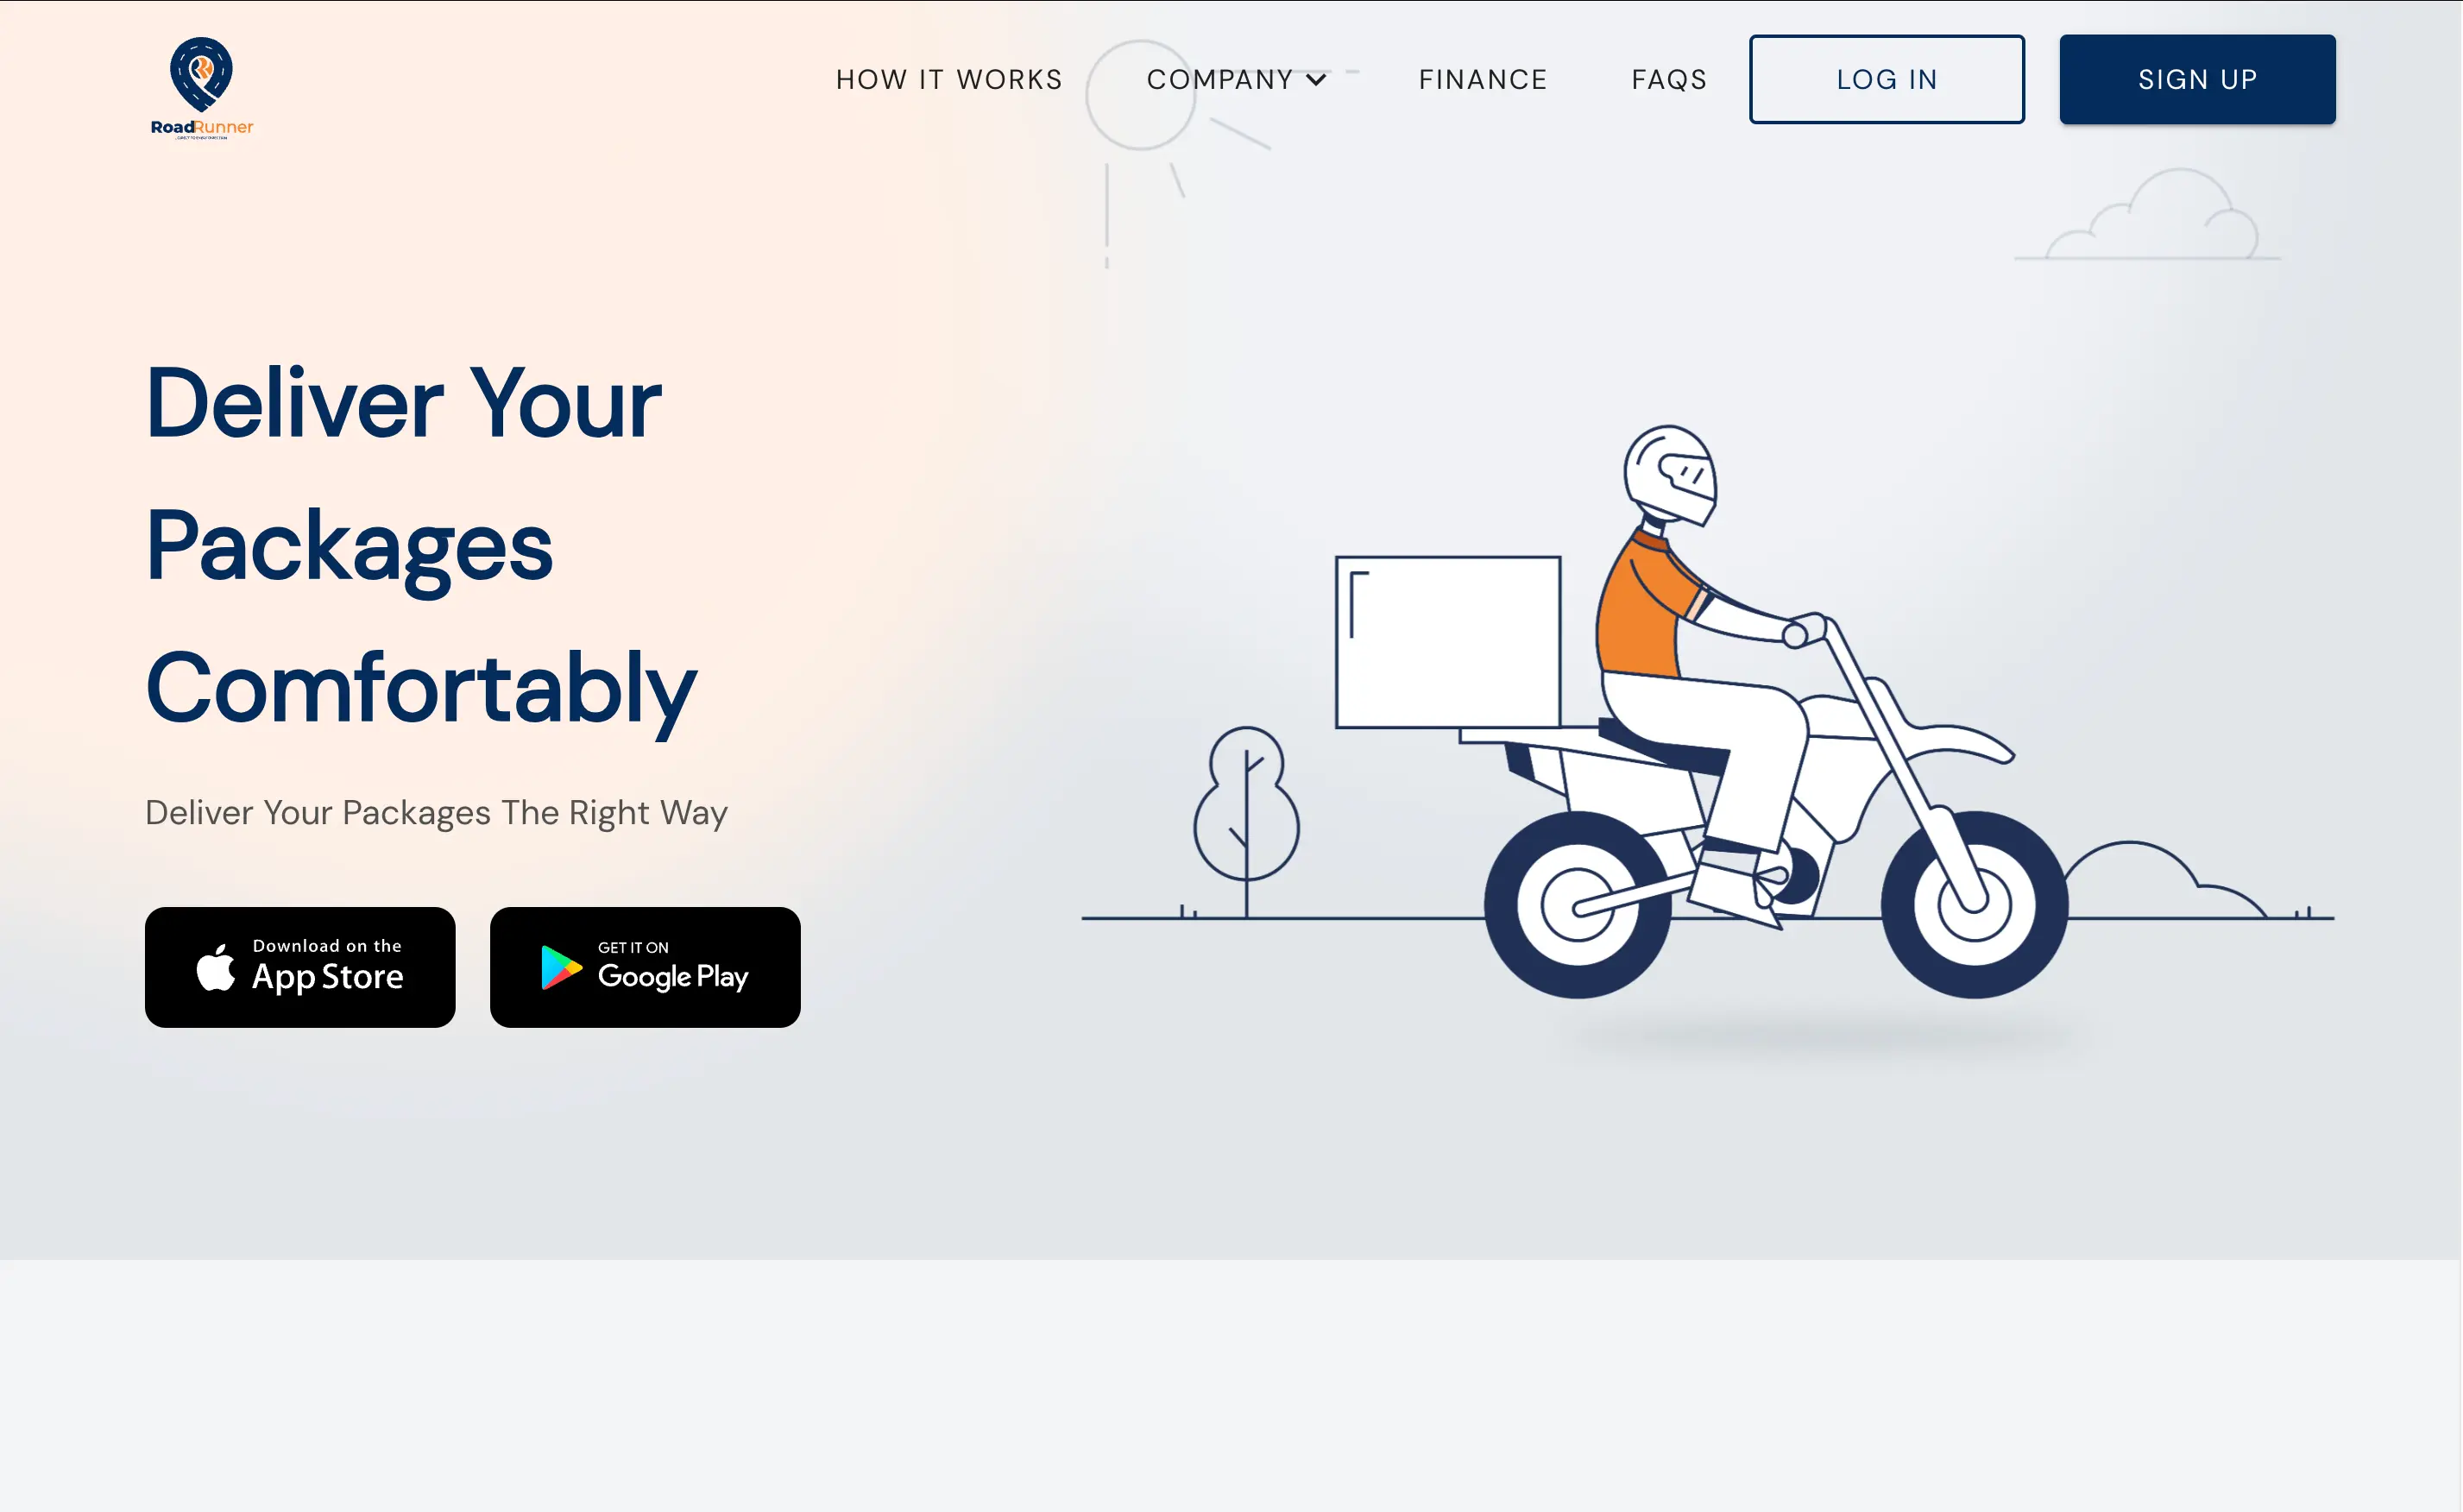 RoadRunner
HOW IT WORKS
COMPANY
FINANCE
FAQS
LOG IN
SIGN UP
Deliver Your
Packages
Comfortably
Deliver Your Packages The Right Way
Download on the
App Store
GET IT ON
Google Play